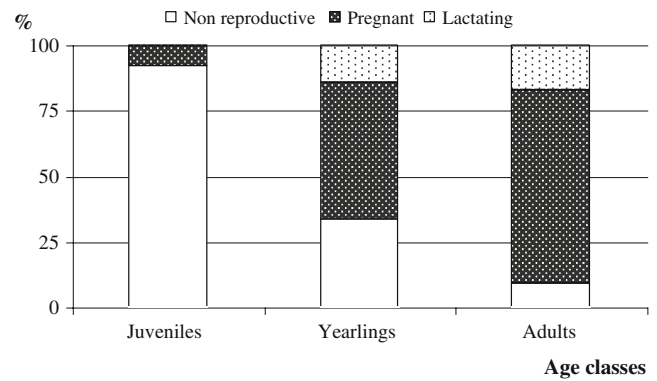 %
Non reproductive Pregnant Lactating
100
75
50
25
0
Juveniles Yearlings Adults
Age classes